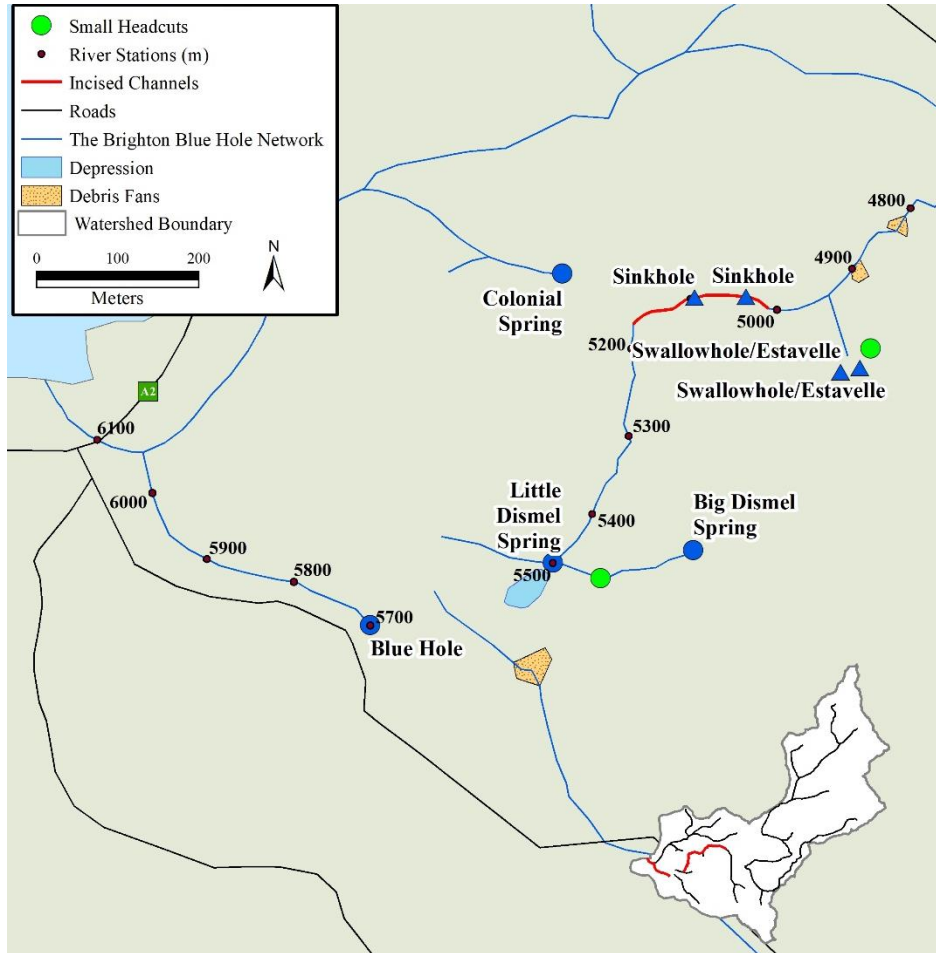 Small Headcuts
River Stations (m)
Incised Channels
Roads
The Brighton Blue Hole Network
Depression
Debris Fans
Watershed Boundary
0 100 200
Meters
N
4800
4900
Sinkhole Sinkhole
Colonial
Spring
5000
5200
Swallowhole/Estavelle
Swallowhole/Estavelle
A2
6100
5300
Little
Dismel
Spring
Big Dismel
Spring
6000
5400
5900
5500
5800
5700
Blue Hole